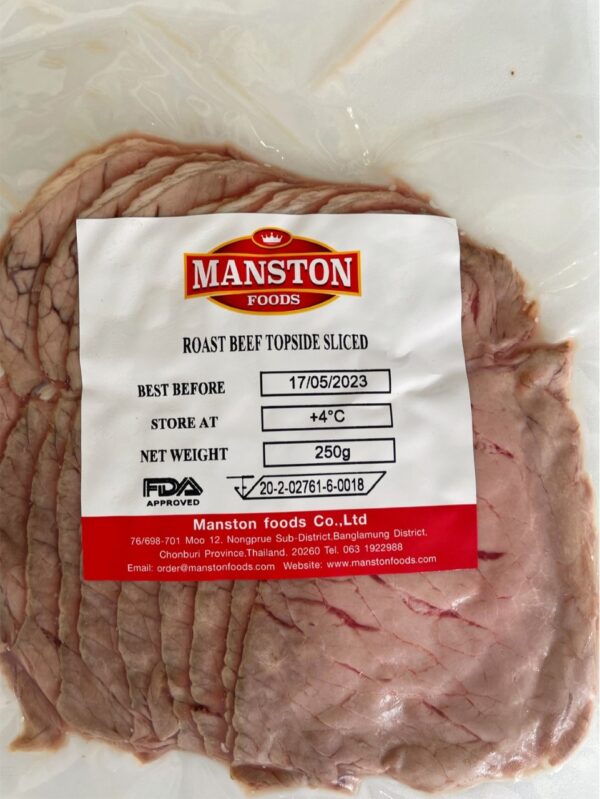 MANSTON
FOODS
ROAST BEEF TOPSIDE SLICED
BEST BEFORE 17/05/2023
STORE AT +4°C
NET WEIGHT 250g
FDA
APPROVED
20-2-02761-6-0018
Manston foods Co.,Ltd
76/698-701 Moo 12, Nongprue Sub-District,Banglamung District,
Chonburi Province,Thailand. 20260 Tel. 063 1922988
Email: order@manstonfoods.com Website: www.manstonfoods.com